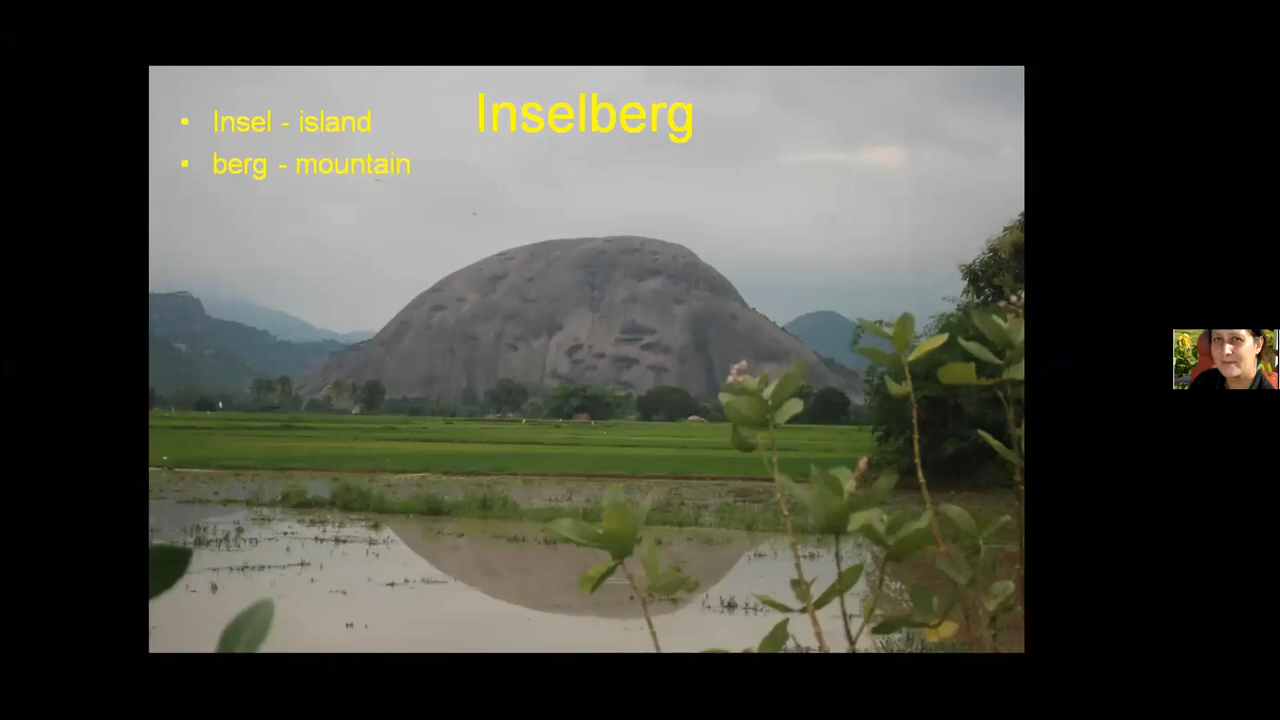 Inselberg
• Insel - island
• berg - mountain